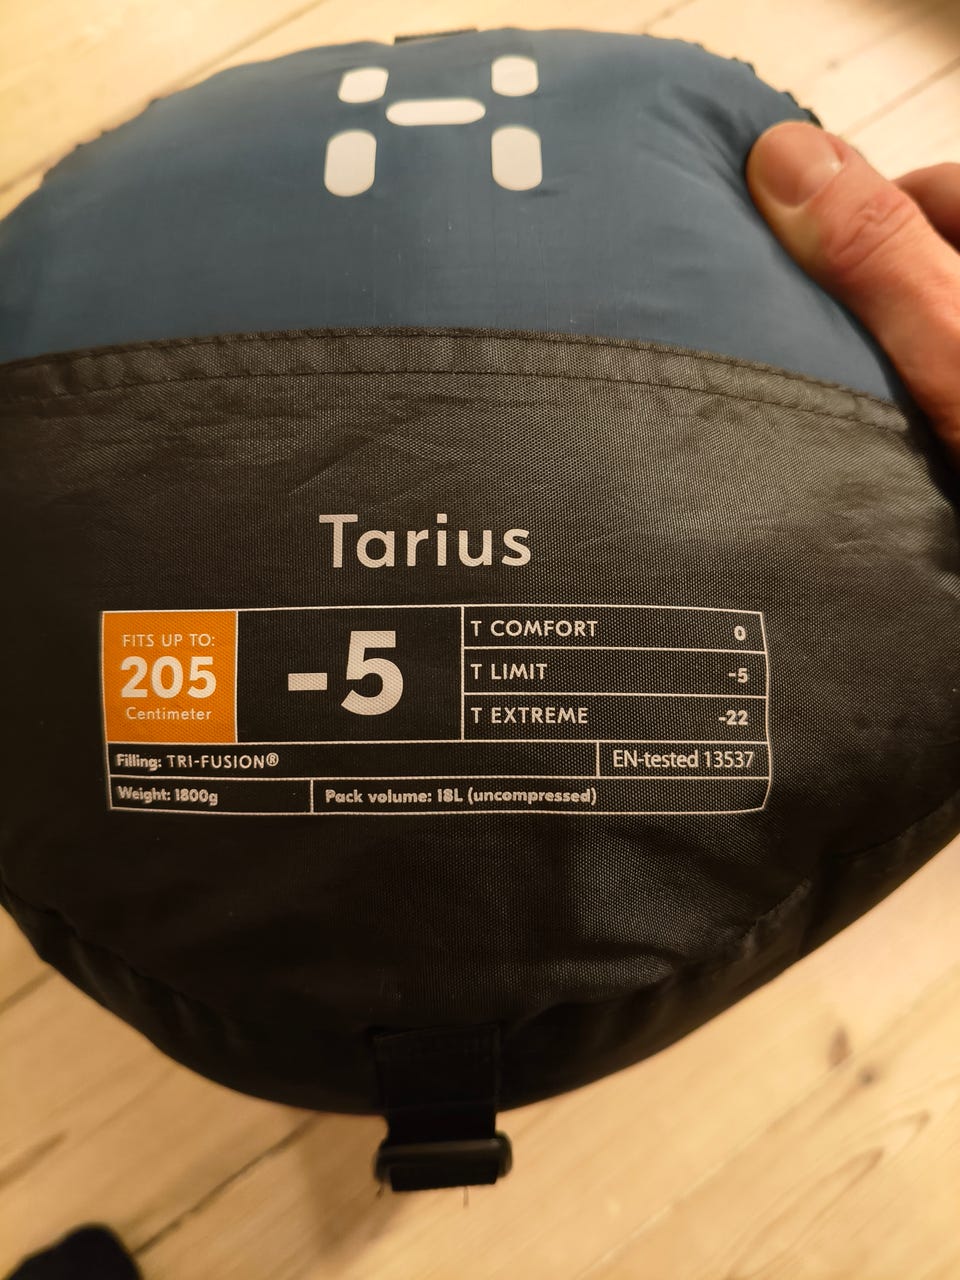 Tarius
FITS UP TO:
205
Centimeter
-5
T COMFORT 0
T LIMIT -5
T EXTREME -22
Filling: TRI-FUSION®
EN-tested 13537
Weight: 1800g
Pack volume: 18L (uncompressed)